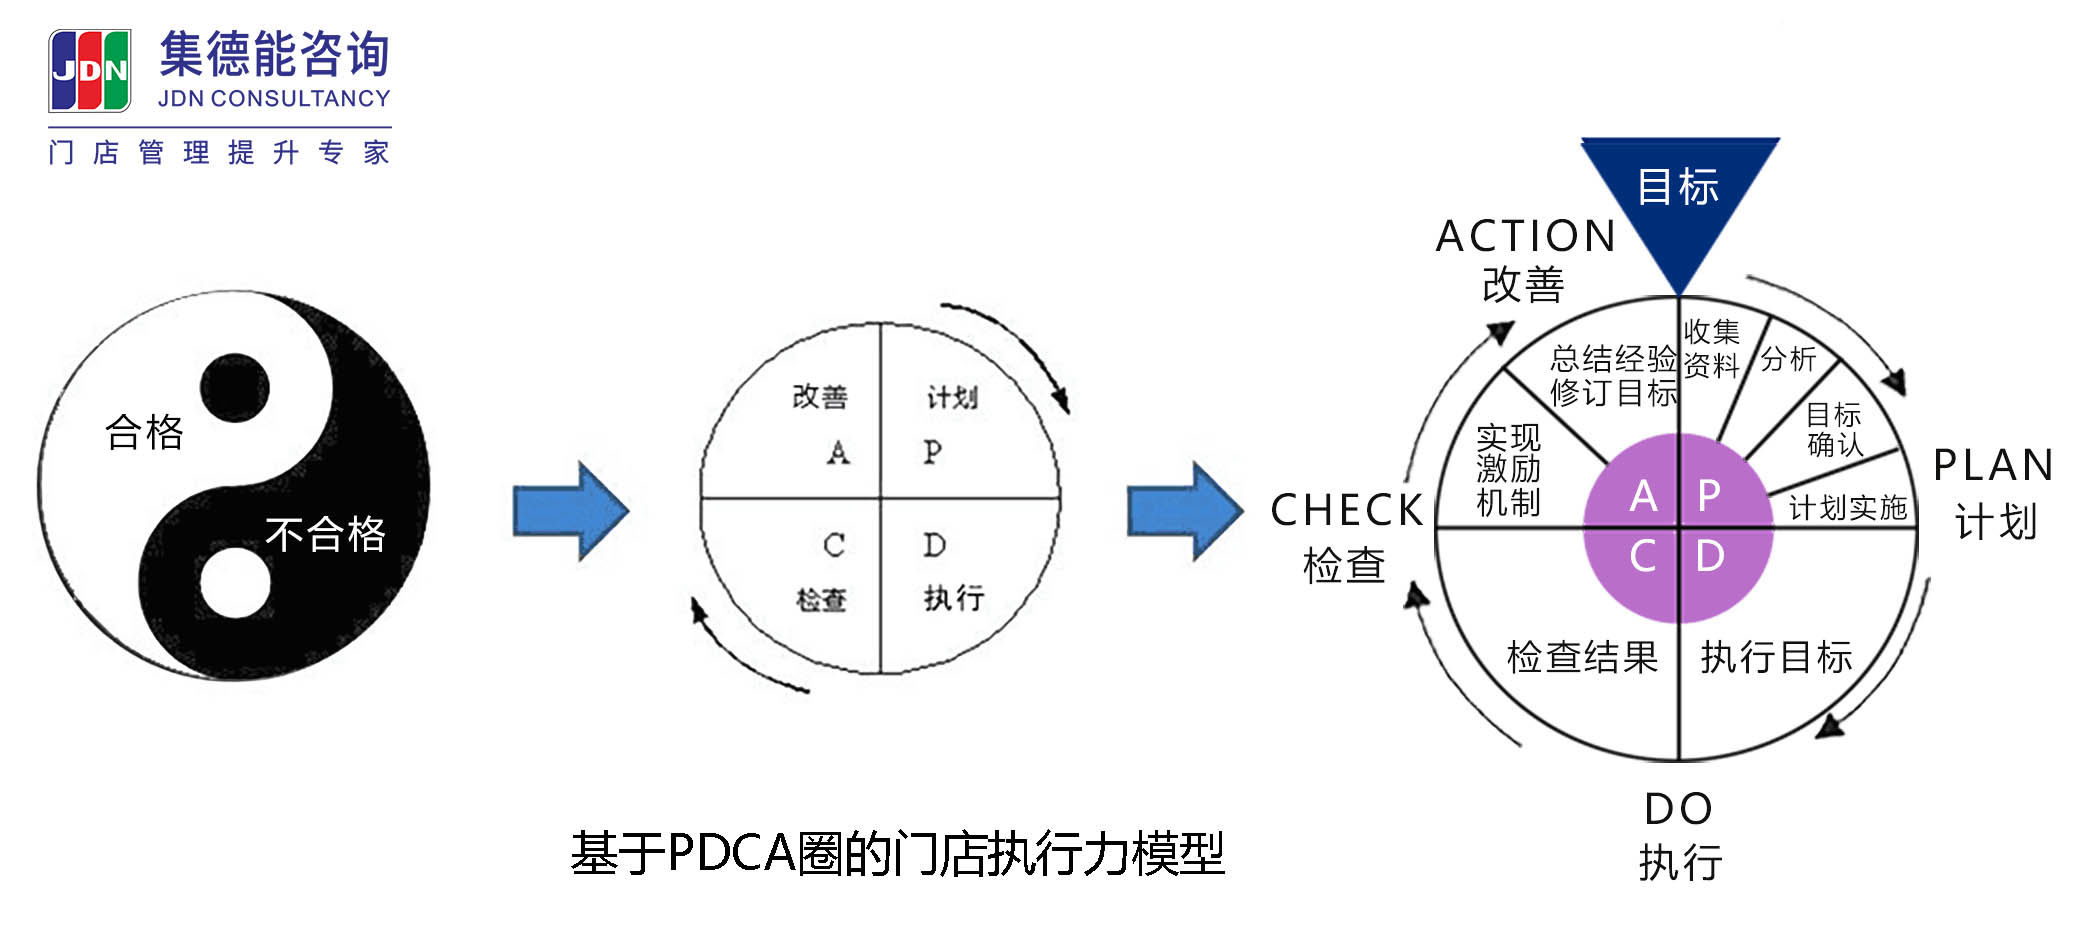 JDN
集德能咨询
JDN CONSULTANCY
门店管理提升专家
合格
不合格
改善
A
计划
P
C
检查
D
执行
目标
ACTION
改善
收集
资料
分析
目标
确认
计划实施
总结经验
修订目标
实现
激励
机制
A
P
C
D
检查结果
执行目标
PLAN
计划
CHECK
检查
DO
执行
基于PDCA圈的门店执行力模型